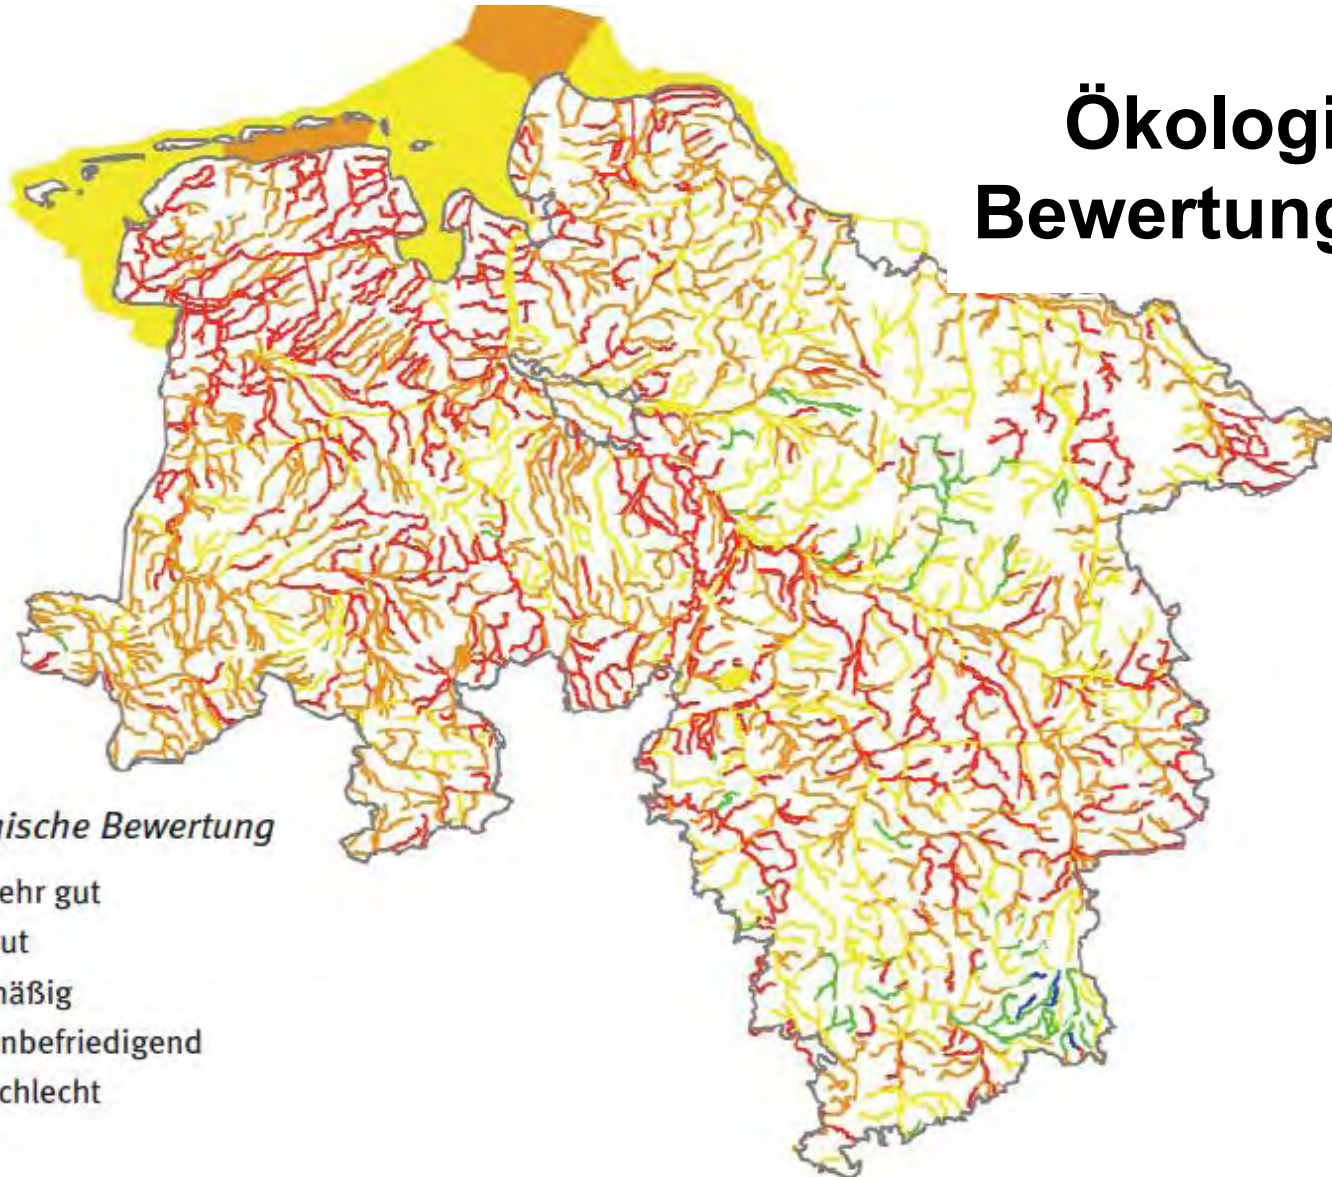 Ökologi
Bewertung
gische Bewertung
ehr gut
ut
näßig
nbefriedigend
chlecht